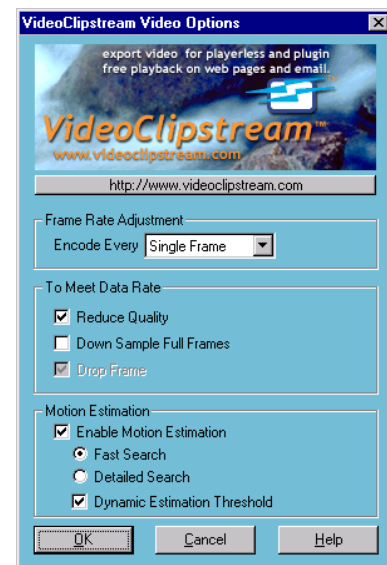 VideoClipstream Video Options
export video for playerless and plugin
free playback on web pages and email.
VideoClipstream™
www.videoclipstream.com
http://www.videoclipstream.com
Frame Rate Adjustment
Encode Every Single Frame
To Meet Data Rate
Reduce Quality
Down Sample Full Frames
Drop Frame
Motion Estimation
Enable Motion Estimation
Fast Search
Detailed Search
Dynamic Estimation Threshold
OK Cancel Help